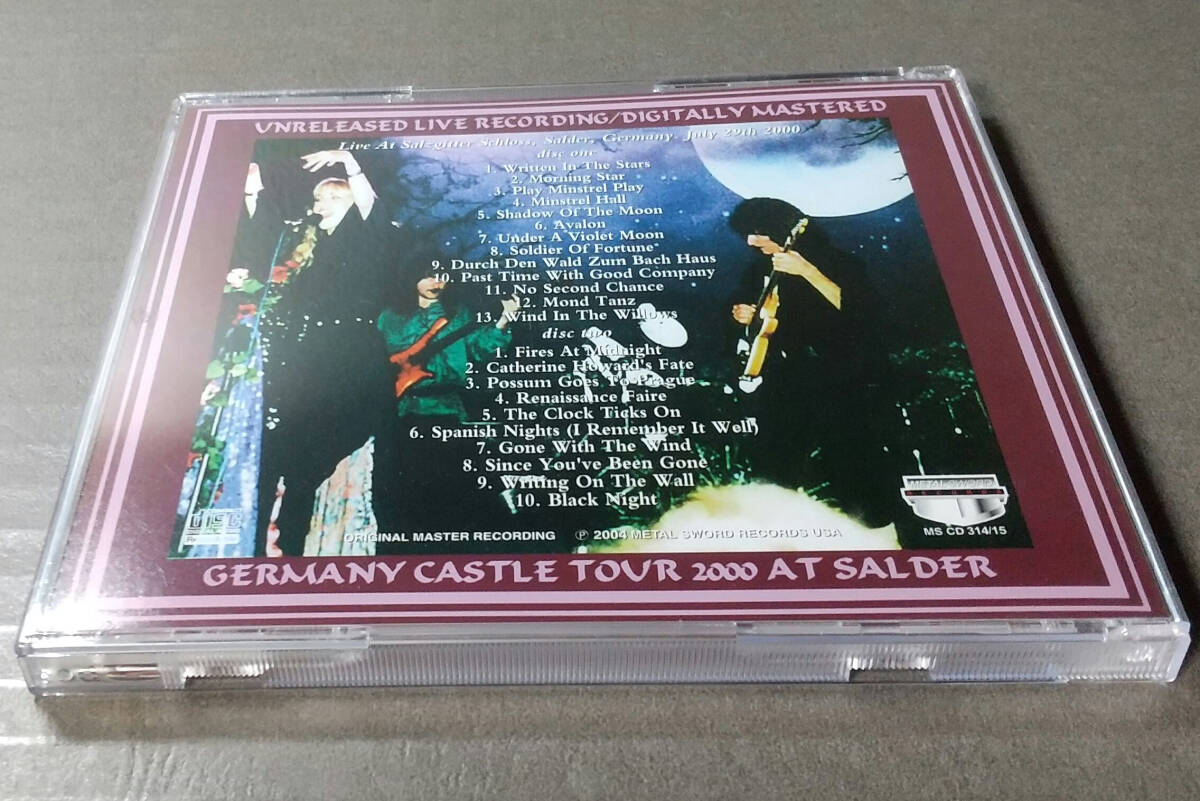 UNRELEASED LIVE RECORDING/DIGITALLY MASTERED
Live At Salzgitter Schloss, Salder, Germany. July 29th 2000
disc one
1. Written In The Stars
2. Morning Star
3. Play Minstrel Play
4. Minstrel Hall
5. Shadow Of The Moon
6. Avalon
7. Under A Violet Moon
8. Soldier Of Fortune
9. Durch Den Wald Zum Bach Haus
10. Past Time With Good Company
11. No Second Chance
12. Mond Tanz
13. Wind In The Willows
disc two
1. Fires At Midnight
2. Catherine Howard's Fate
3. Possum Goes To Prague
4. Renaissance Faire
5. The Clock Ticks On
6. Spanish Nights (I Remember It Well)
7. Gone With The Wind
8. Since You've Been Gone
9. Writing On The Wall
10. Black Night
disc
METAL SWORD
MS CD 314/15
ORIGINAL MASTER RECORDING ℗ 2004 METAL SWORD RECORDS USA
GERMANY CASTLE TOUR 2000 AT SALDER